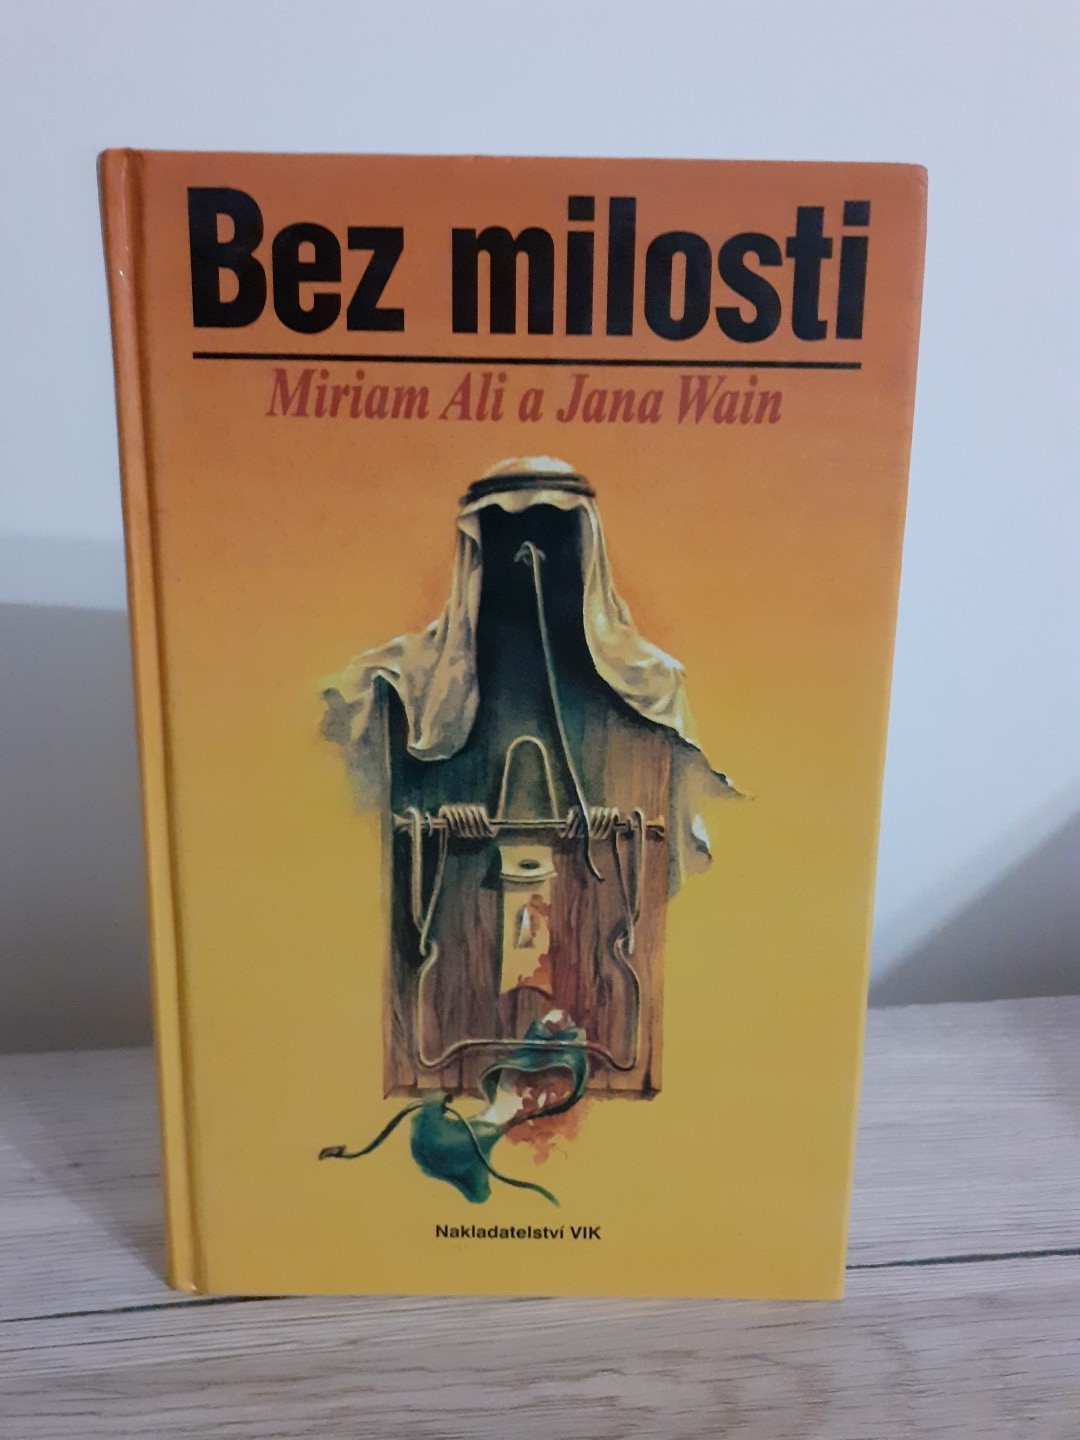 Bez milosti
Miriam Ali a Jana Wain
Nakladatelství VIK